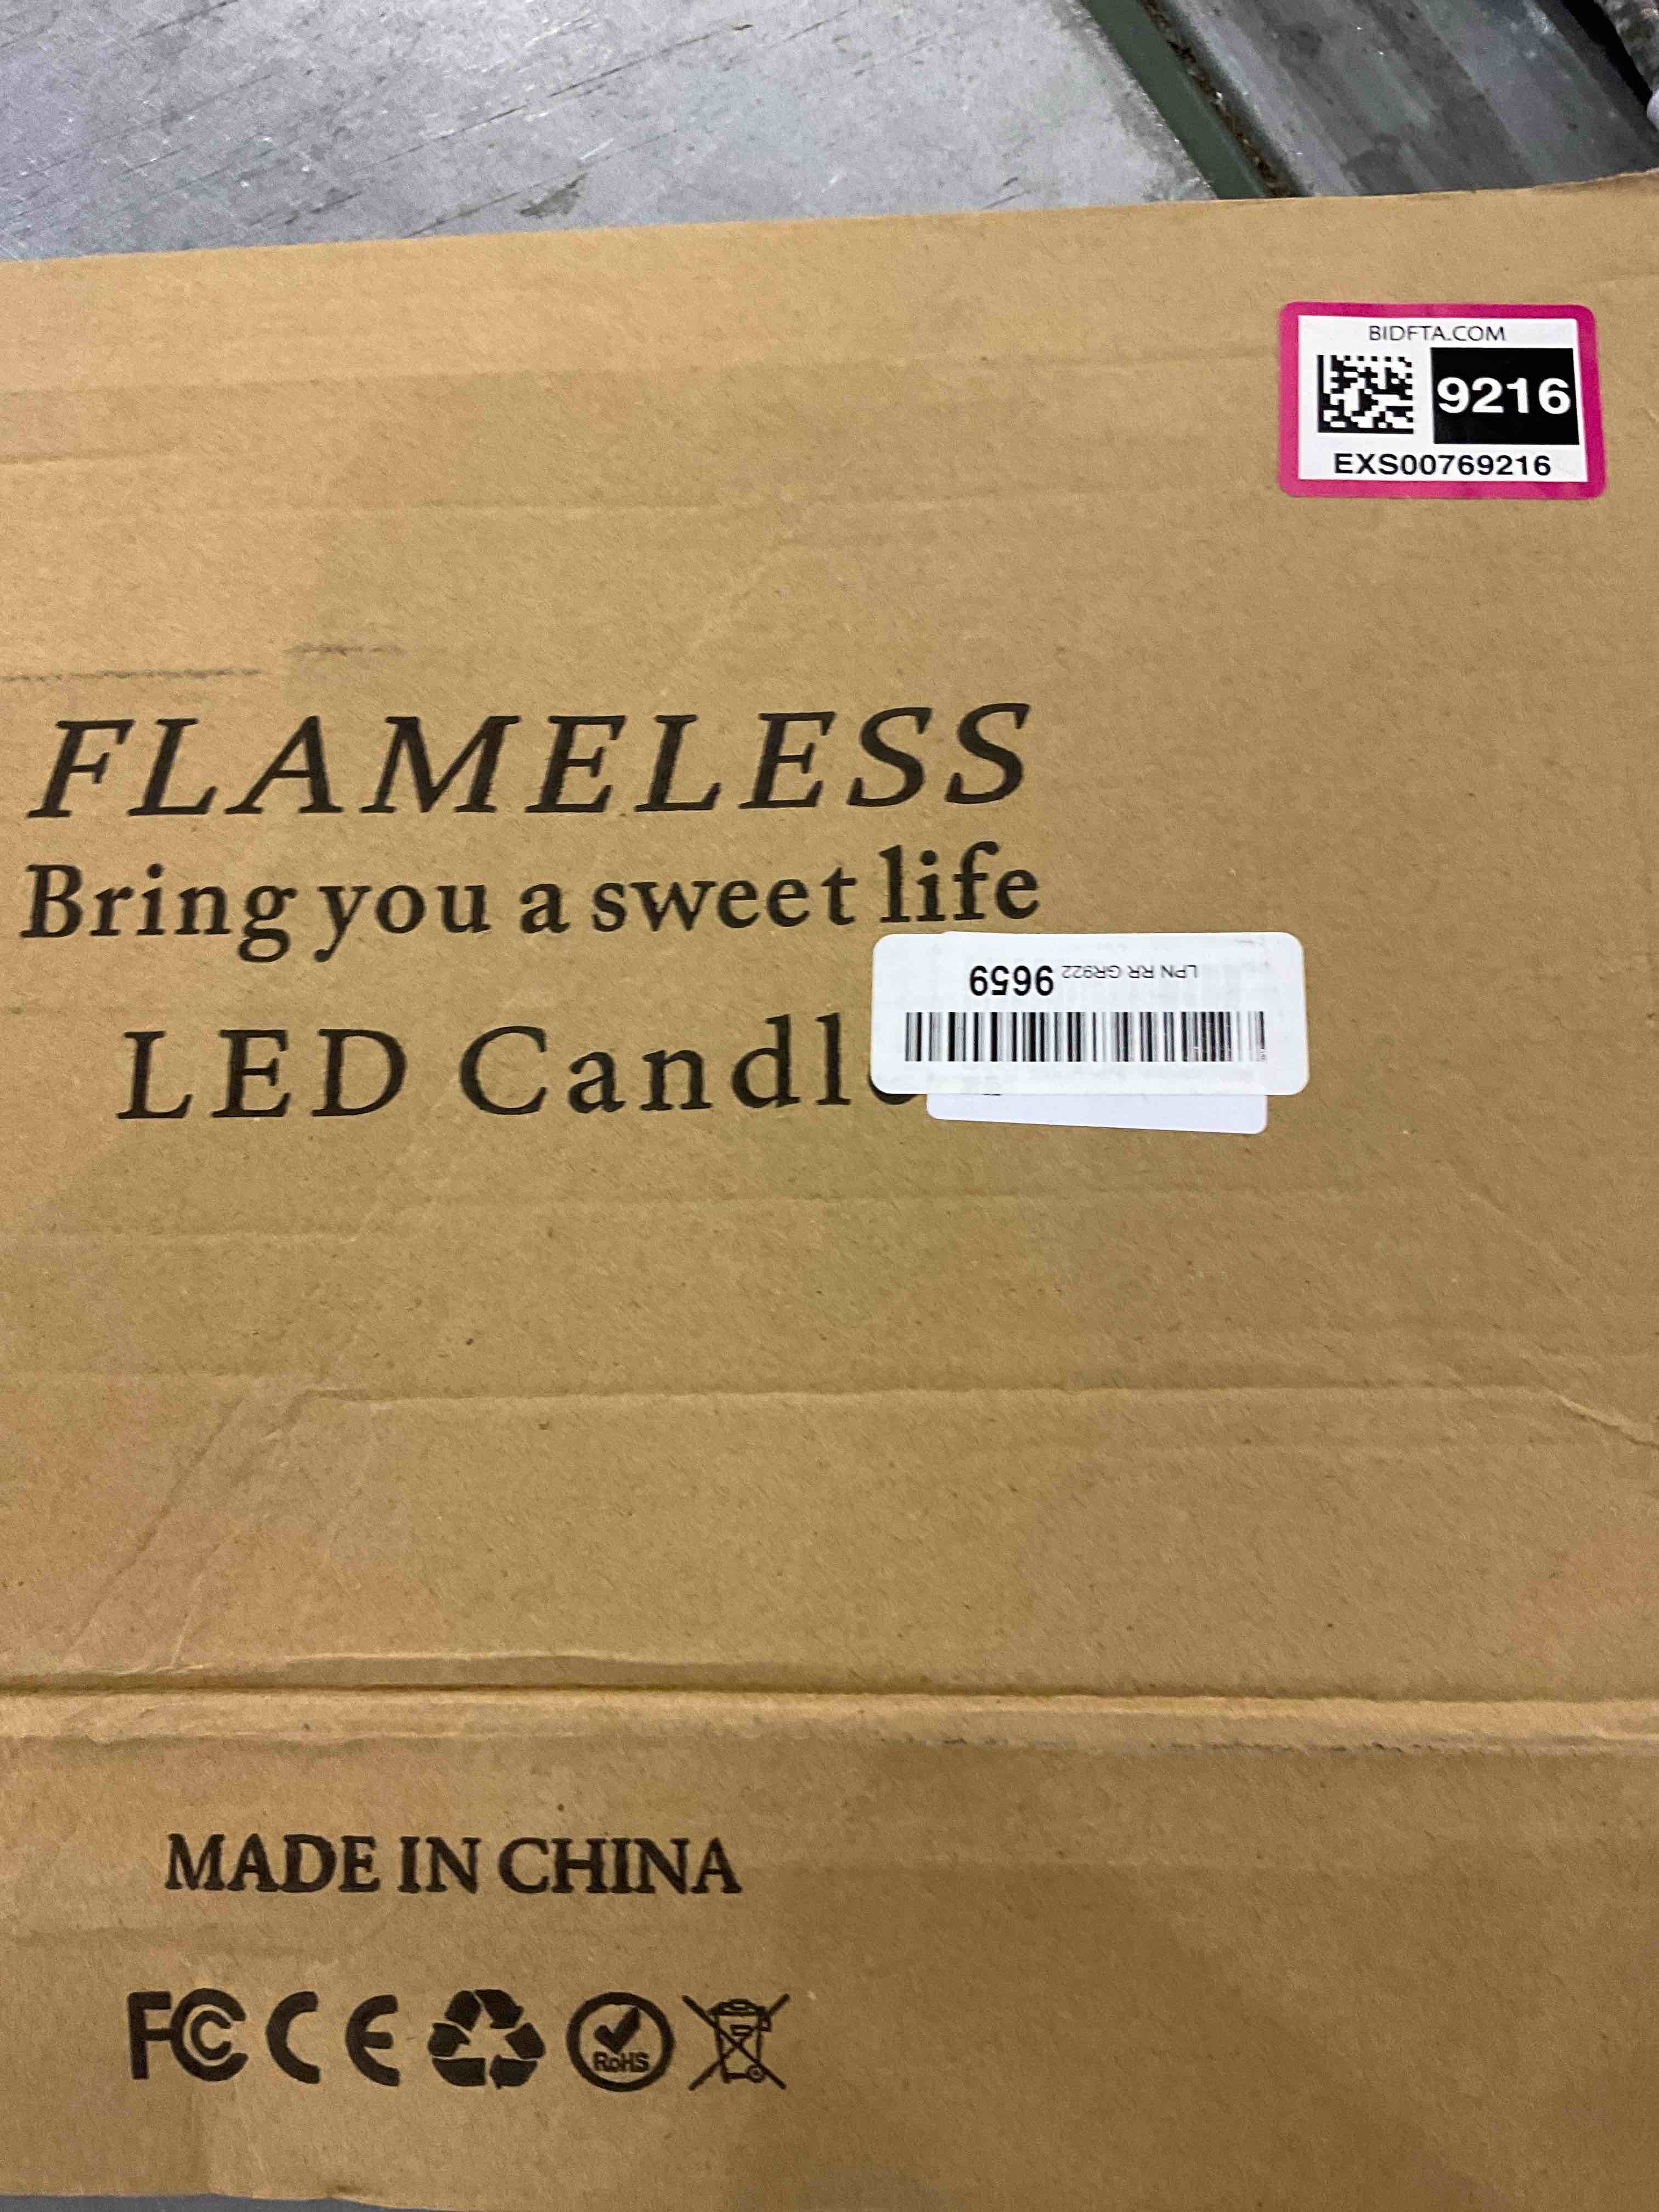 BIDFTA.COM
9216
EXS00769216
FLAMELESS
Bring you a sweet life
LED Candle
LPN RR GR922 9659
MADE IN CHINA
FC CE RoHS